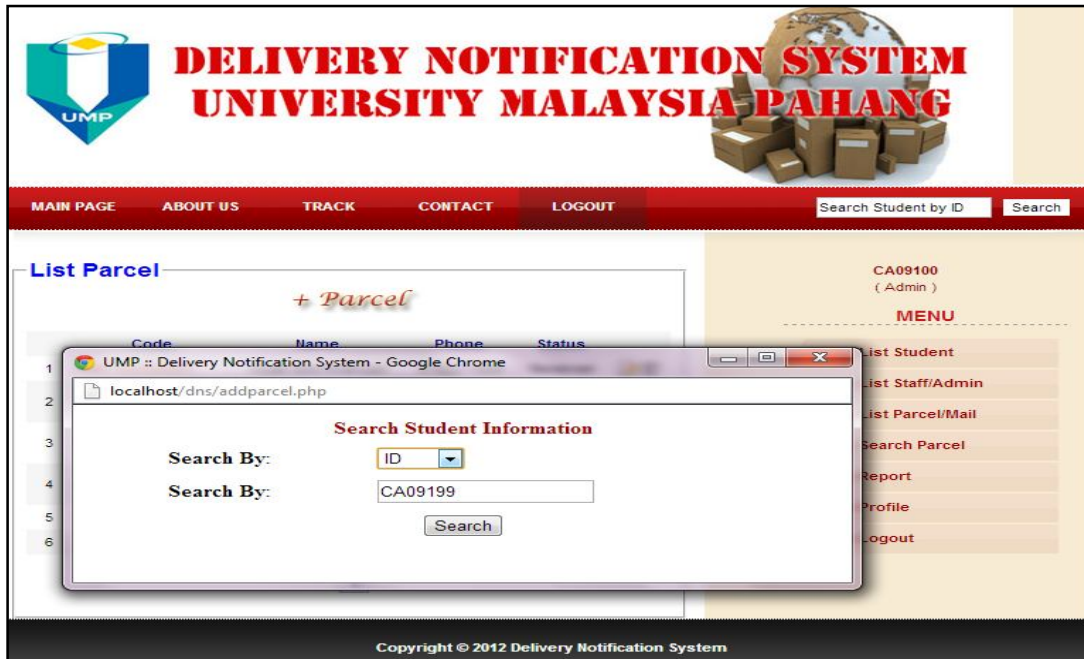 UMP
DELIVERY NOTIFICATION SYSTEM
UNIVERSITY MALAYSIA PAHANG
MAIN PAGE ABOUT US TRACK CONTACT LOGOUT
Search Student by ID Search
List Parcel
+ Parcel
Code Name Phone Status
1
2
3
4
5
6
UMP :: Delivery Notification System - Google Chrome
localhost/dns/addparcel.php
Search Student Information
Search By: ID
Search By: CA09199
Search
CA09100
( Admin )
MENU
List Student
List Staff/Admin
List Parcel/Mail
Search Parcel
Report
Profile
Logout
Copyright © 2012 Delivery Notification System